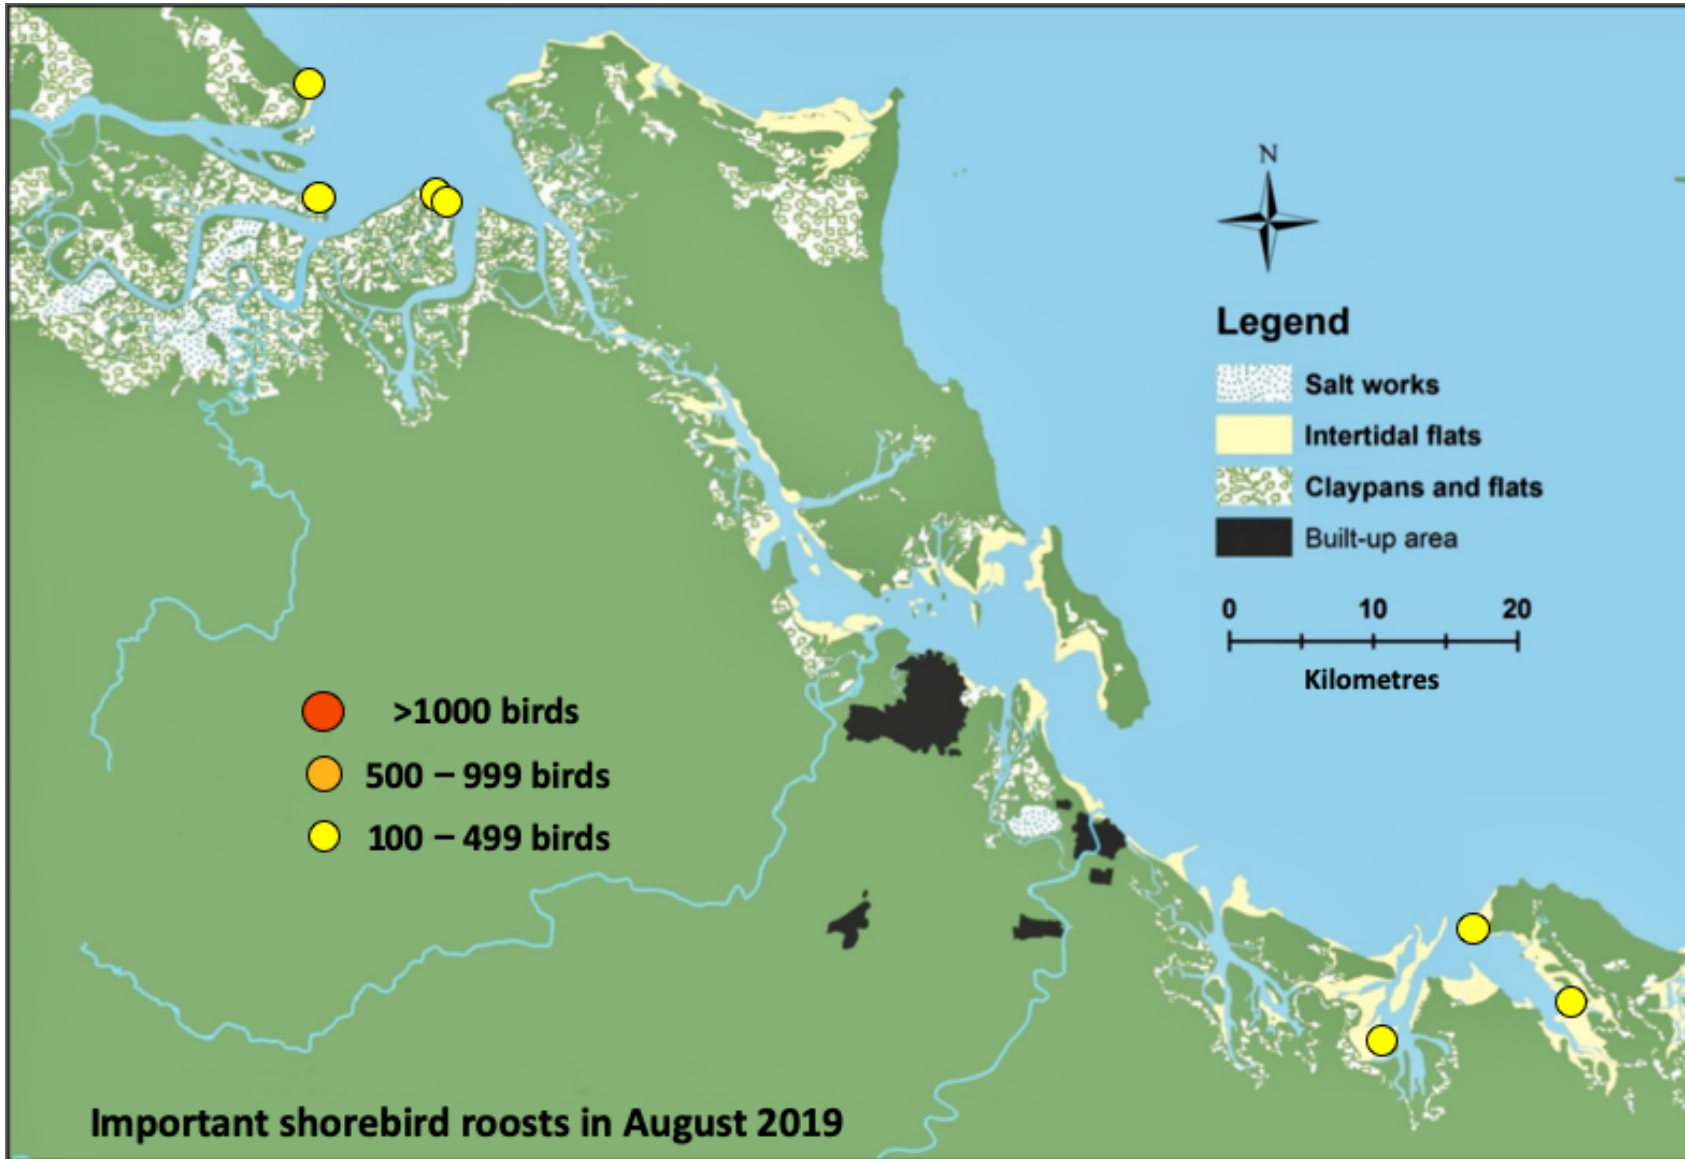 N
Legend
Salt works
Intertidal flats
Claypans and flats
Built-up area
0 10 20
Kilometres
>1000 birds
500 – 999 birds
100 – 499 birds
Important shorebird roosts in August 2019